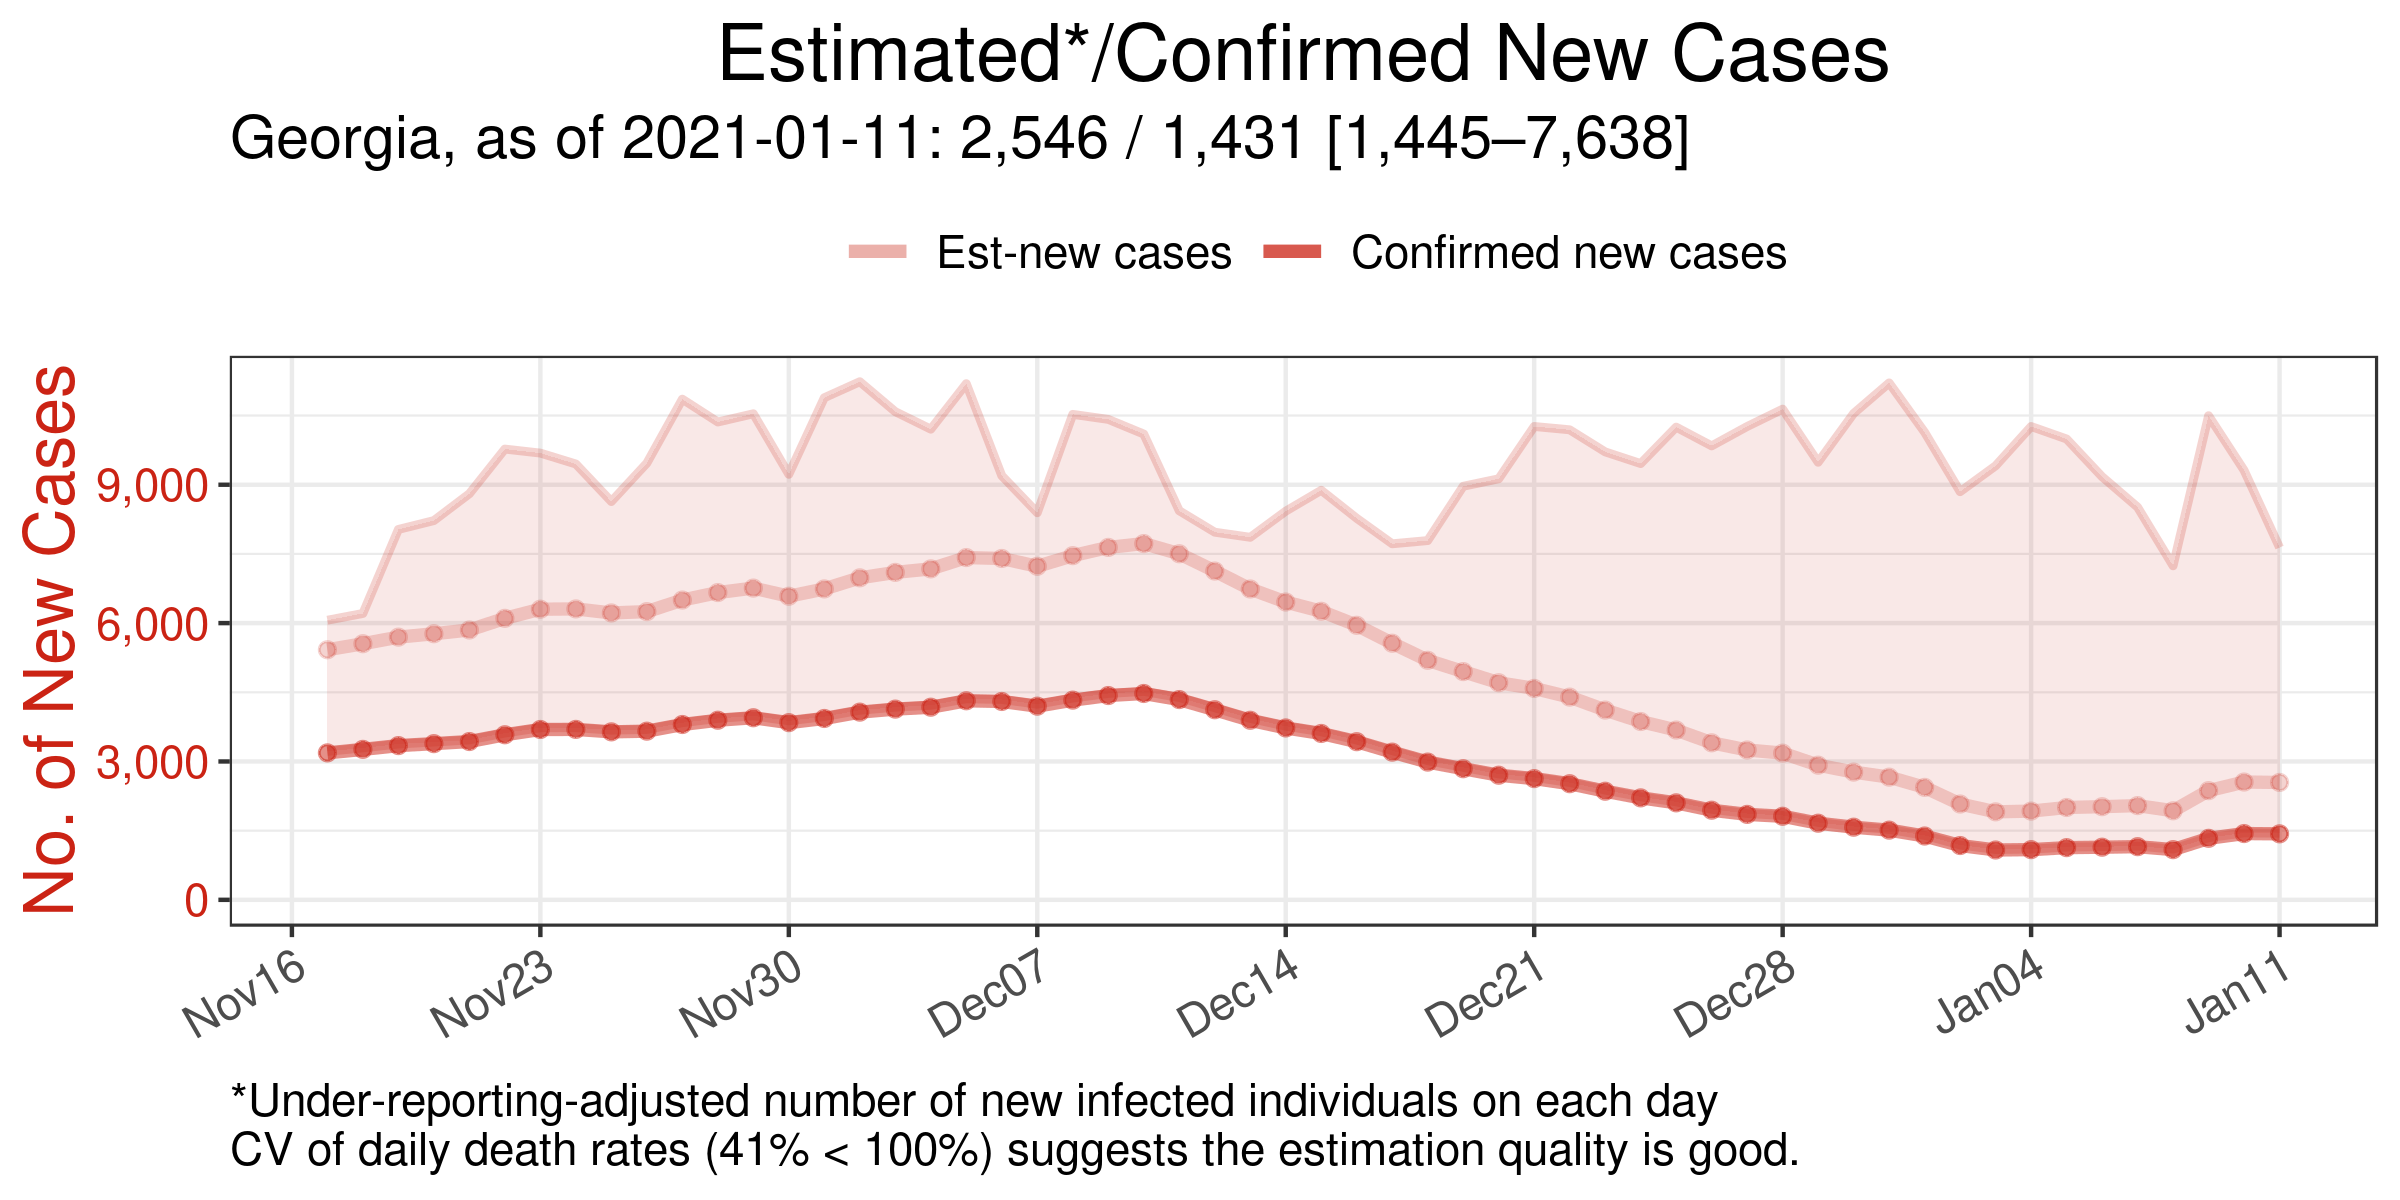 Estimated*/Confirmed New Cases
Georgia, as of 2021-01-11: 2,546 / 1,431 [1,445–7,638]
Est-new cases Confirmed new cases
No. of New Cases
9,000
6,000
3,000
0
Nov16 Nov23 Nov30 Dec07 Dec14 Dec21 Dec28 Jan04 Jan11
*Under-reporting-adjusted number of new infected individuals on each day
CV of daily death rates (41% < 100%) suggests the estimation quality is good.